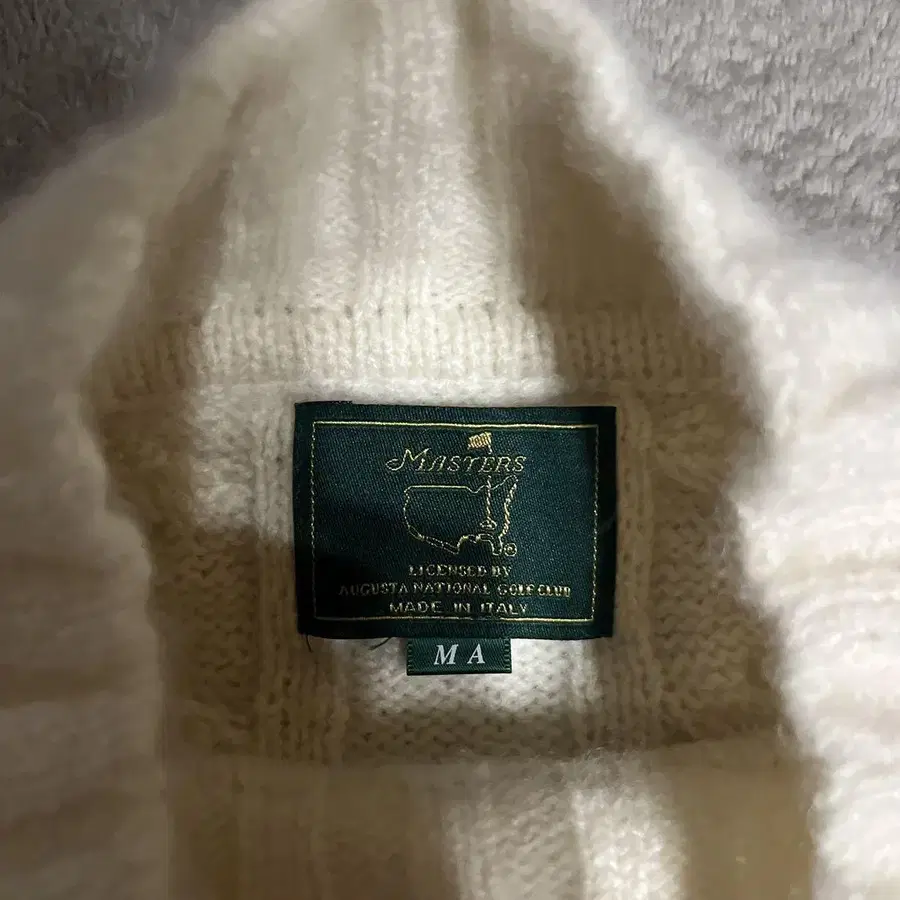 MASTERS
®
LICENSED BY
AUGUSTA NATIONAL GOLF CLUB
MADE IN ITALY
M A